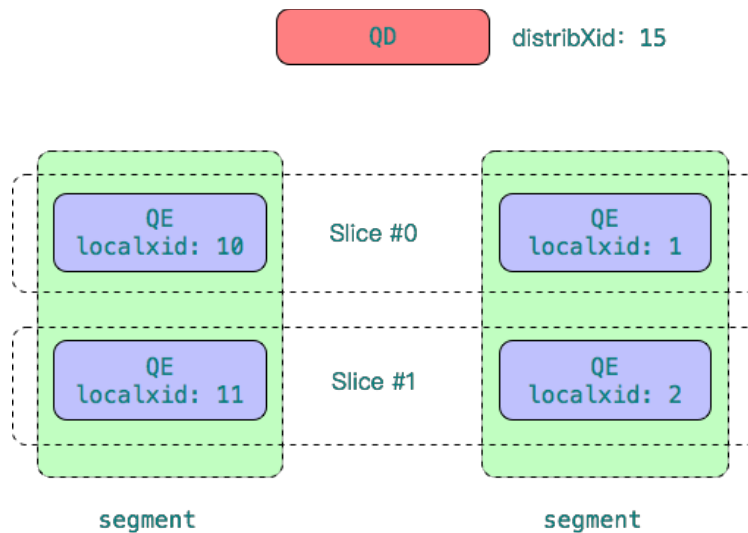 QD
distribXid: 15
QE
localxid: 10
Slice #0
QE
localxid: 1
QE
localxid: 11
Slice #1
QE
localxid: 2
segment
segment